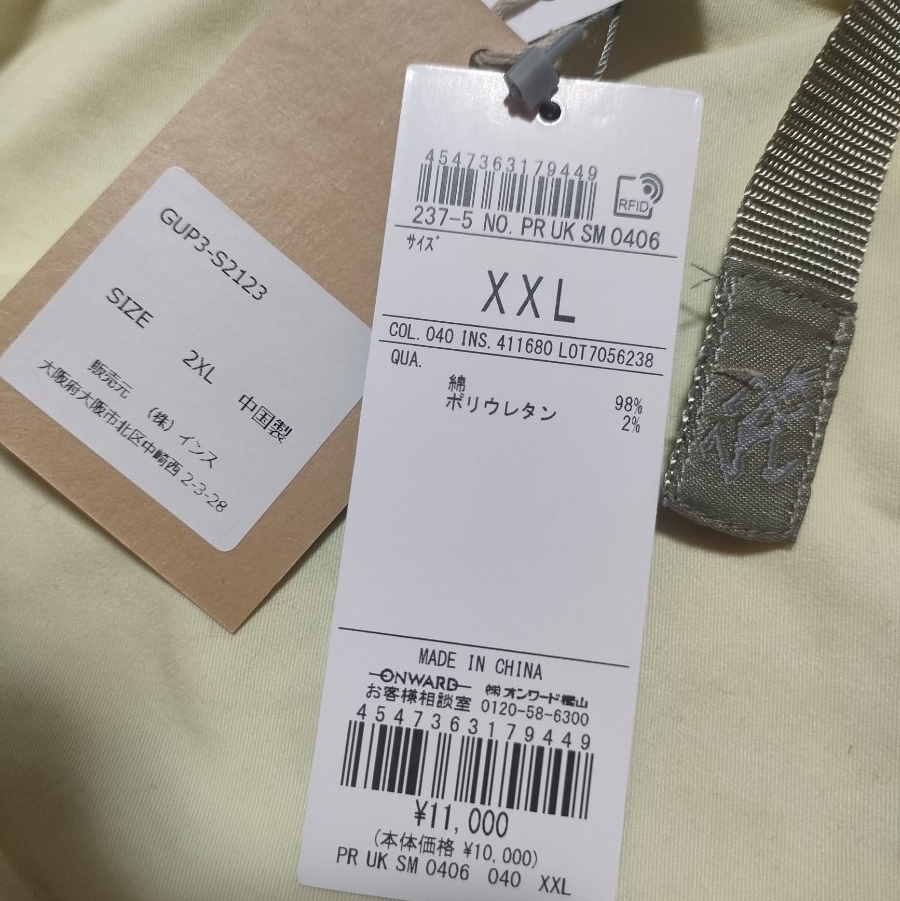 GUP3-S2123
SIZE
2XL
中国製
販売元 (株) インス
大阪府大阪市北区中崎西 2-3-28
4547363179449
RFID
237-5 NO. PR UK SM 0406
サイズ
XXL
COL. 040 INS. 411680 LOT7056238
QUA.
綿 98%
ポリウレタン 2%
MADE IN CHINA
ONWARD ㈱オンワード樫山
お客様相談室 0120-58-6300
4547363179449
¥11,000
(本体価格 ¥10,000)
PR UK SM 0406 040 XXL